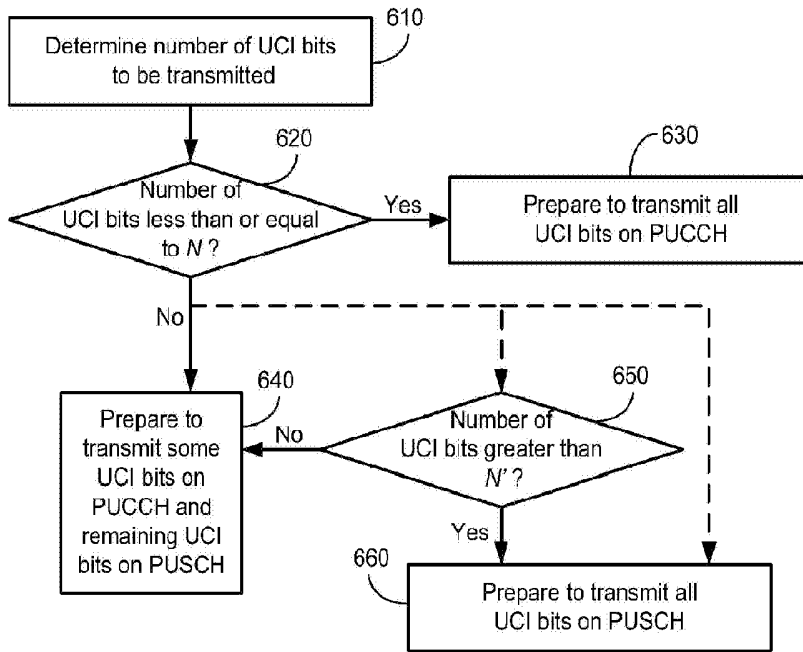 610
Determine number of UCI bits
to be transmitted
620
Number of
UCI bits less than or equal
to N ?
Yes
630
Prepare to transmit all
UCI bits on PUCCH
No
640
Prepare to
transmit some
UCI bits on
PUCCH and
remaining UCI
bits on PUSCH
No
650
Number of
UCI bits greater than
N' ?
Yes
660
Prepare to transmit all
UCI bits on PUSCH